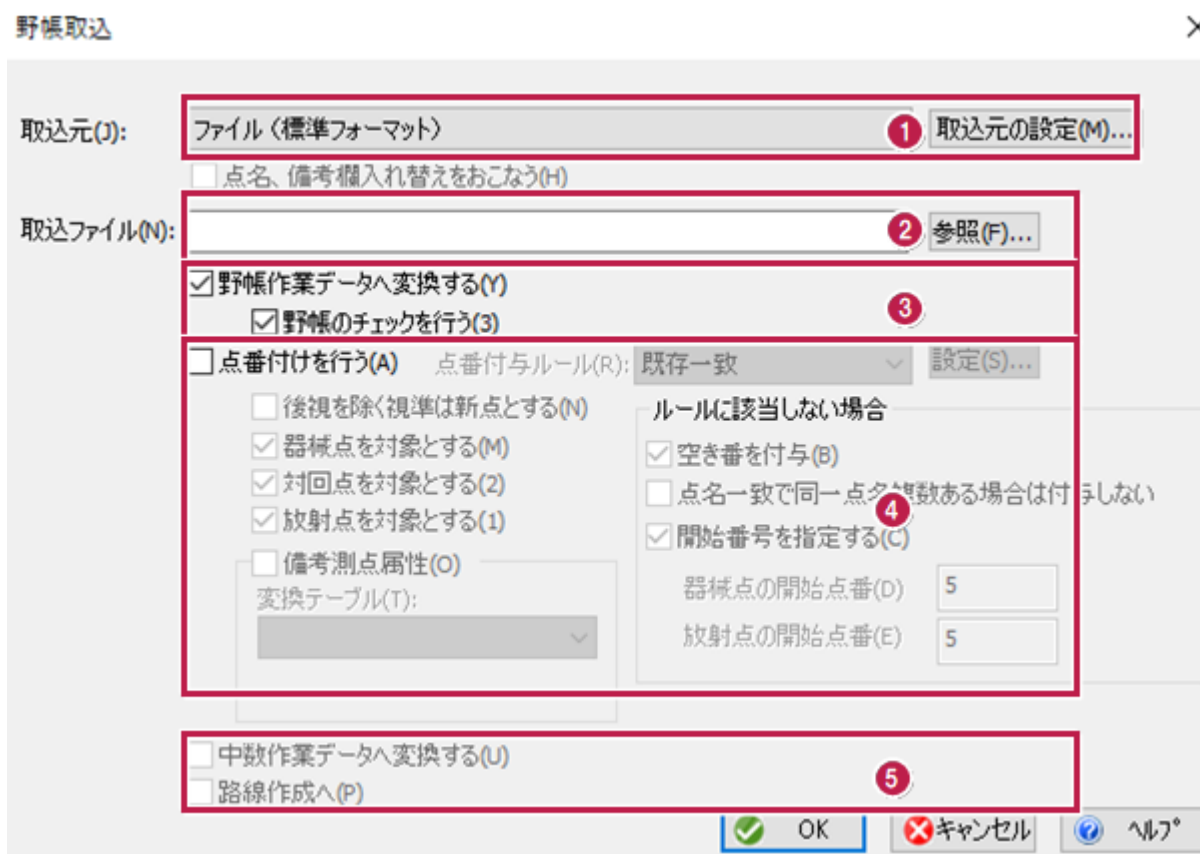 野帳取込
取込元(J): ファイル（標準フォーマット） 1 取込元の設定(M)...
点名、備考欄入れ替えをおこなう(H)
取込ファイル(N): 2 参照(F)...
野帳作業データへ変換する(Y)
3
野帳のチェックを行う(3)
点番付けを行う(A) 点番付与ルール(R): 既存一致 設定(S)...
後視を除く視準は新点とする(N)
器械点を対象とする(M)
対回点を対象とする(2)
放射点を対象とする(1)
備考測点属性(O)
変換テーブル(T):
ルールに該当しない場合
空き番を付与(B)
点名一致で同一点名複数ある場合は付与しない
4
開始番号を指定する(C)
器械点の開始点番(D) 5
放射点の開始点番(E) 5
中数作業データへ変換する(U)
5
路線作成へ(P)
OK キャンセル ヘルプ